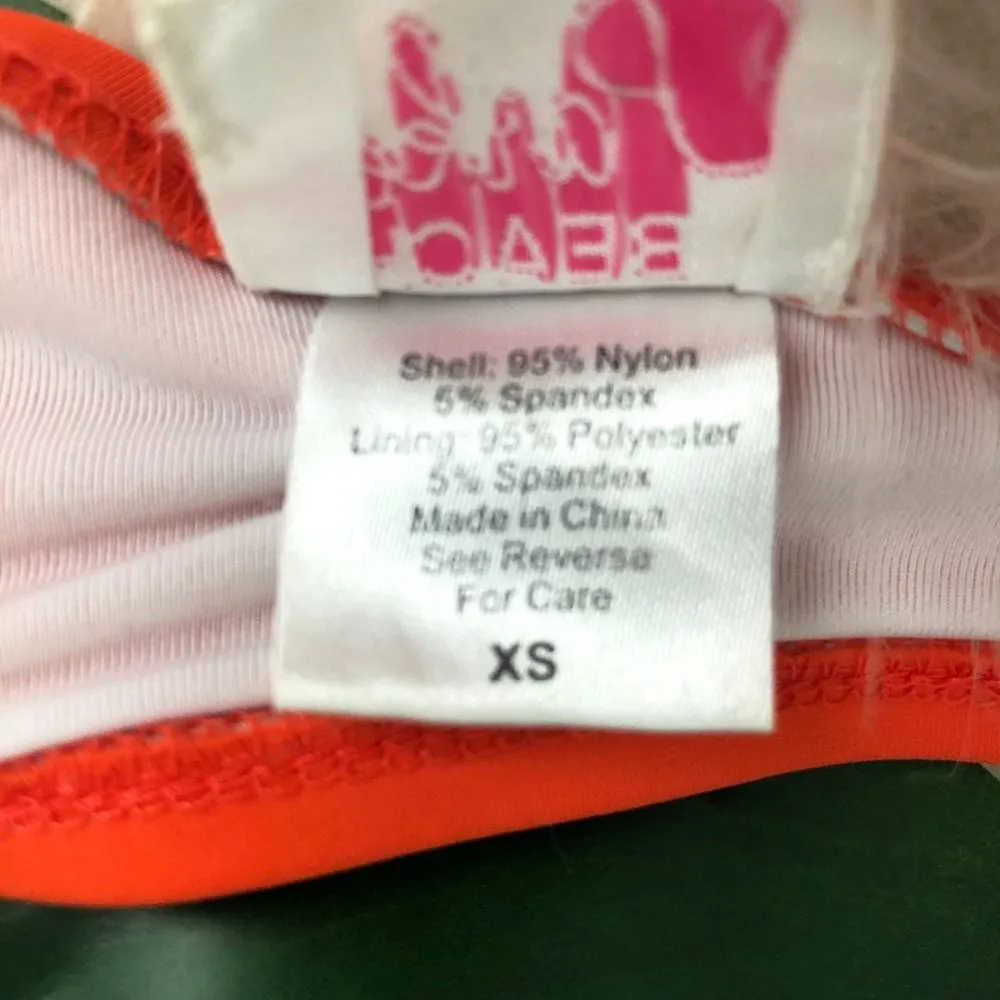 Shell: 95% Nylon
5% Spandex
Lining: 95% Polyester
5% Spandex
Made in China
See Reverse
For Care
XS